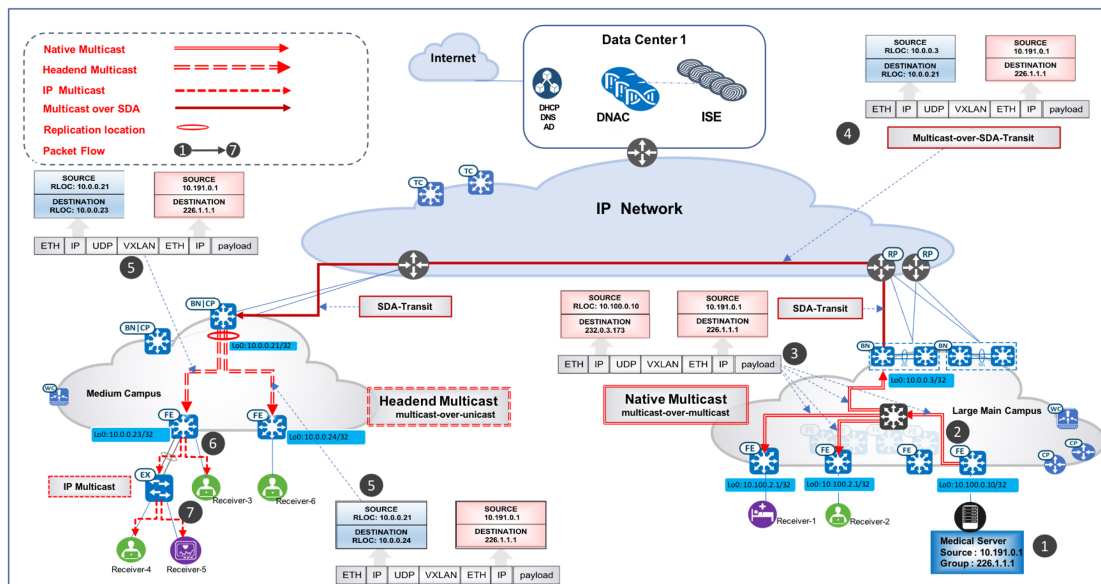 Native Multicast
Headend Multicast
IP Multicast
Multicast over SDA
Replication location
Packet Flow
1
7
Internet
Data Center 1
DHCP
DNS
AD
DNAC
ISE
SOURCE
RLOC: 10.0.0.3
DESTINATION
RLOC: 10.0.0.21
SOURCE
10.191.0.1
DESTINATION
226.1.1.1
ETH IP UDP VXLAN ETH IP payload
4
Multicast-over-SDA-Transit
TC
TC
IP Network
SOURCE
RLOC: 10.0.0.21
DESTINATION
RLOC: 10.0.0.23
SOURCE
10.191.0.1
DESTINATION
226.1.1.1
ETH IP UDP VXLAN ETH IP payload
5
RP
RP
BN|CP
BN|CP
SDA-Transit
Lo0: 10.0.0.21/32
SOURCE
RLOC: 10.100.0.10
DESTINATION
232.0.3.173
SOURCE
10.191.0.1
DESTINATION
226.1.1.1
SDA-Transit
ETH IP UDP VXLAN ETH IP payload
3
BN
BN
Lo0: 10.0.0.3/32
WC
Medium Campus
Headend Multicast
multicast-over-unicast
Native Multicast
multicast-over-multicast
Large Main Campus
WC
2
FE
FE
Lo0: 10.0.0.23/32
Lo0: 10.0.0.24/32
6
FE
FE
FE
FE
FE
FE
FE
CP
CP
Lo0: 10.100.2.1/32
Lo0: 10.100.2.1/32
Lo0: 10.100.0.10/32
IP Multicast
EX
Receiver-3
Receiver-6
5
Receiver-1
Receiver-2
7
Receiver-4
Receiver-5
SOURCE
RLOC: 10.0.0.21
DESTINATION
RLOC: 10.0.0.24
SOURCE
10.191.0.1
DESTINATION
226.1.1.1
ETH IP UDP VXLAN ETH IP payload
Medical Server
Source : 10.191.0.1
Group : 226.1.1.1
1